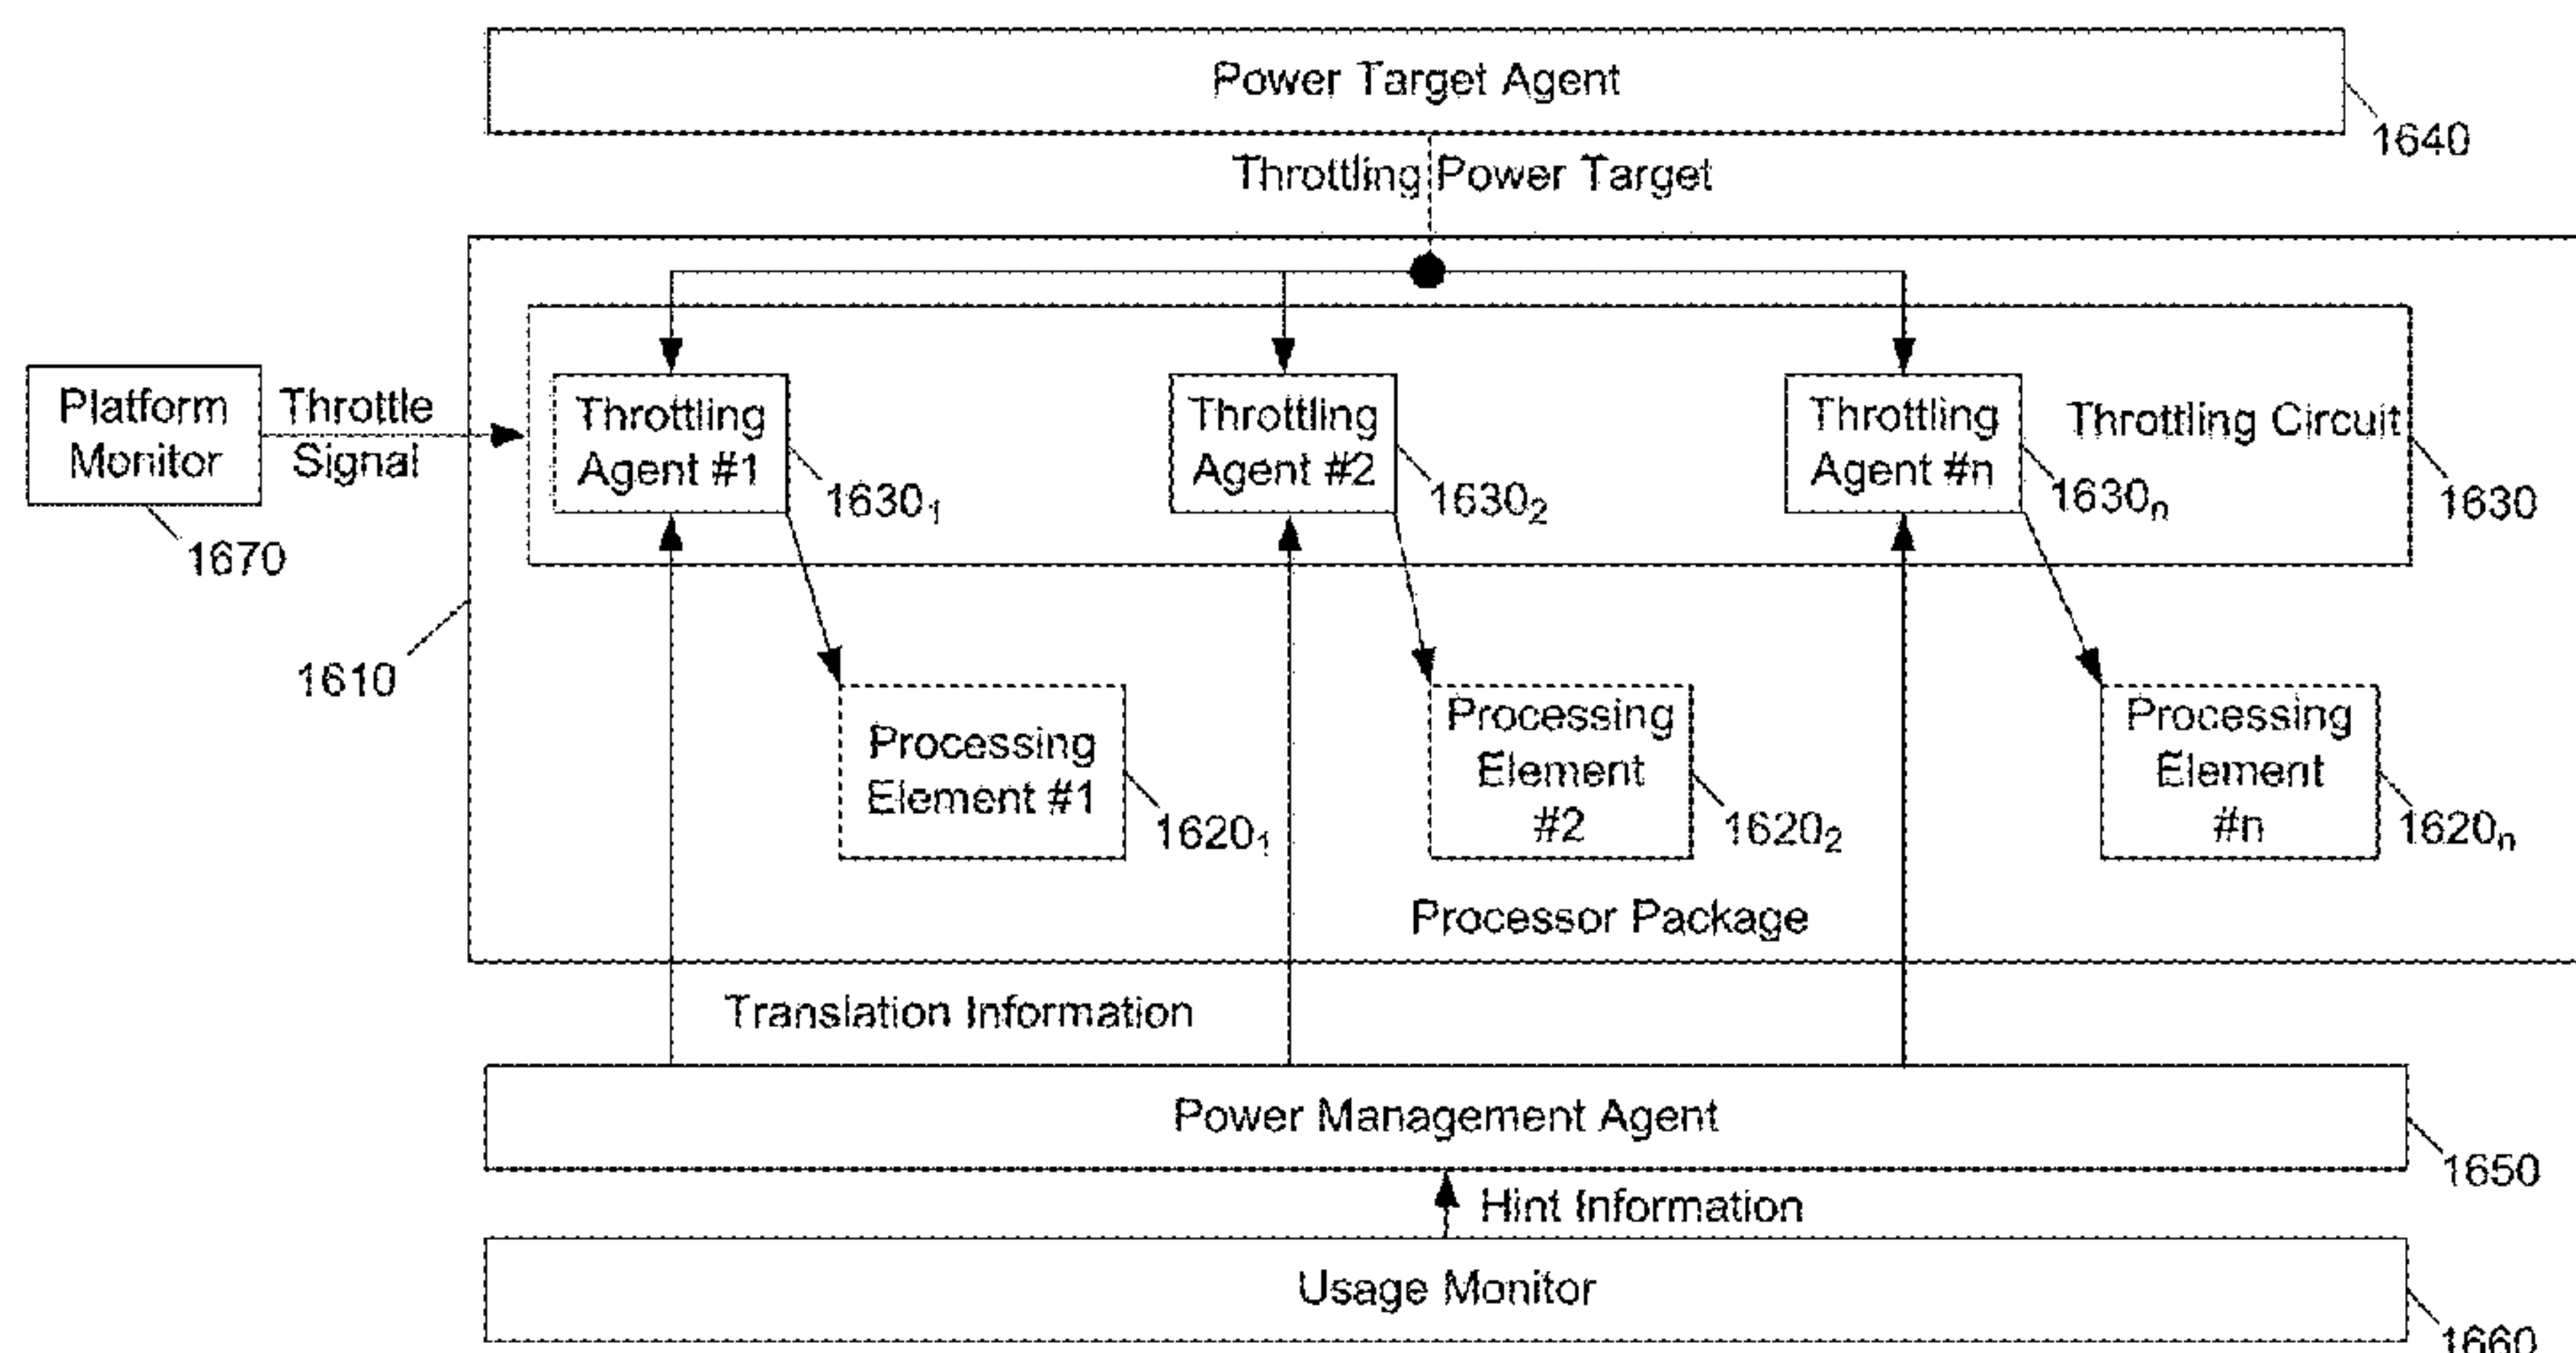 Power Target Agent
1640
Throttling Power Target
Platform
Monitor
1670
Throttle
Signal
Throttling
Agent #1
1630₁
Throttling
Agent #2
1630₂
Throttling
Agent #n
1630ₙ
Throttling Circuit
1630
1610
Processing
Element #1
1620₁
Processing
Element
#2
1620₂
Processing
Element
#n
1620ₙ
Processor Package
Translation Information
Power Management Agent
1650
Hint Information
Usage Monitor
1660